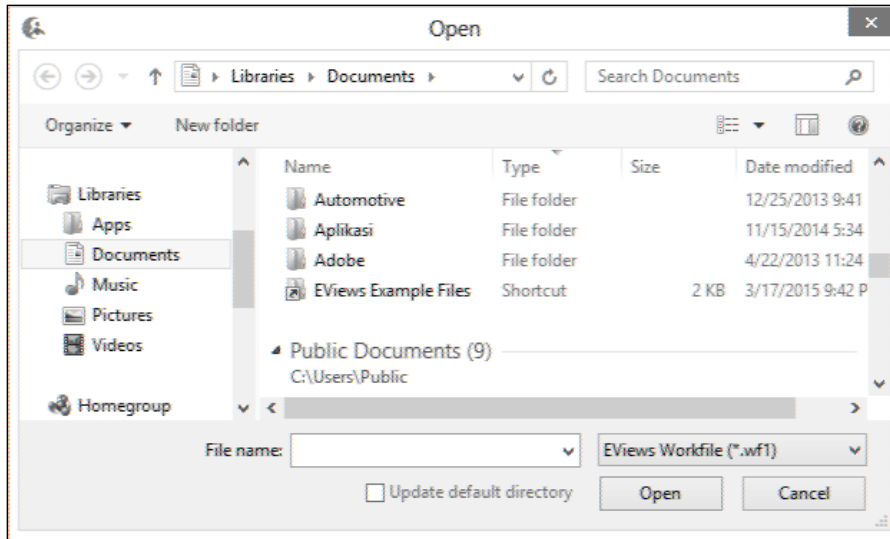 Open
Libraries Documents Search Documents
Organize New folder
Name Type Size Date modified
Libraries
Apps
Documents
Music
Pictures
Videos
Homegroup
Automotive File folder 12/25/2013 9:41
Aplikasi File folder 11/15/2014 5:34
Adobe File folder 4/22/2013 11:24
EViews Example Files Shortcut 2 KB 3/17/2015 9:42 P
Public Documents (9)
C:\Users\Public
File name: EViews Workfile (*.wf1)
Update default directory Open Cancel